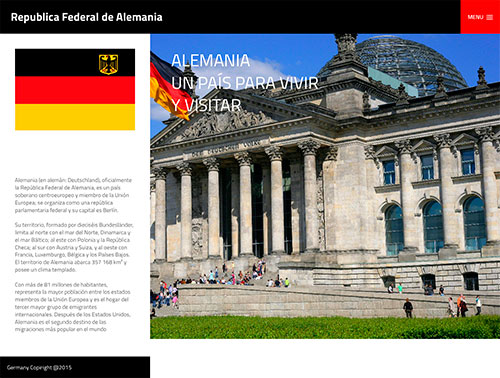 Republica Federal de Alemania
MENU
ALEMANIA
UN PAÍS PARA VIVIR
Y VISITAR
DEM DEUTSCHEN VOLKE
Alemania (en alemán: Deutschland), oficialmente
la República Federal de Alemania, es un país
soberano centroeuropeo y miembro de la Unión
Europea; se organiza como una república
parlamentaria federal y su capital es Berlín.
Su territorio, formado por dieciséis Bundesländer,
limita al norte con el mar del Norte, Dinamarca y
el mar Báltico; al este con Polonia y la República
Checa; al sur con Austria y Suiza, y al oeste con
Francia, Luxemburgo, Bélgica y los Países Bajos.
El territorio de Alemania abarca 357 168 km² y
posee un clima templado.
Con más de 81 millones de habitantes,
representa la mayor población entre los estados
miembros de la Unión Europea y es el hogar del
tercer mayor grupo de emigrantes
internacionales. Después de los Estados Unidos,
Alemania es el segundo destino de las
migraciones más popular en el mundo
Germany Copiright @2015